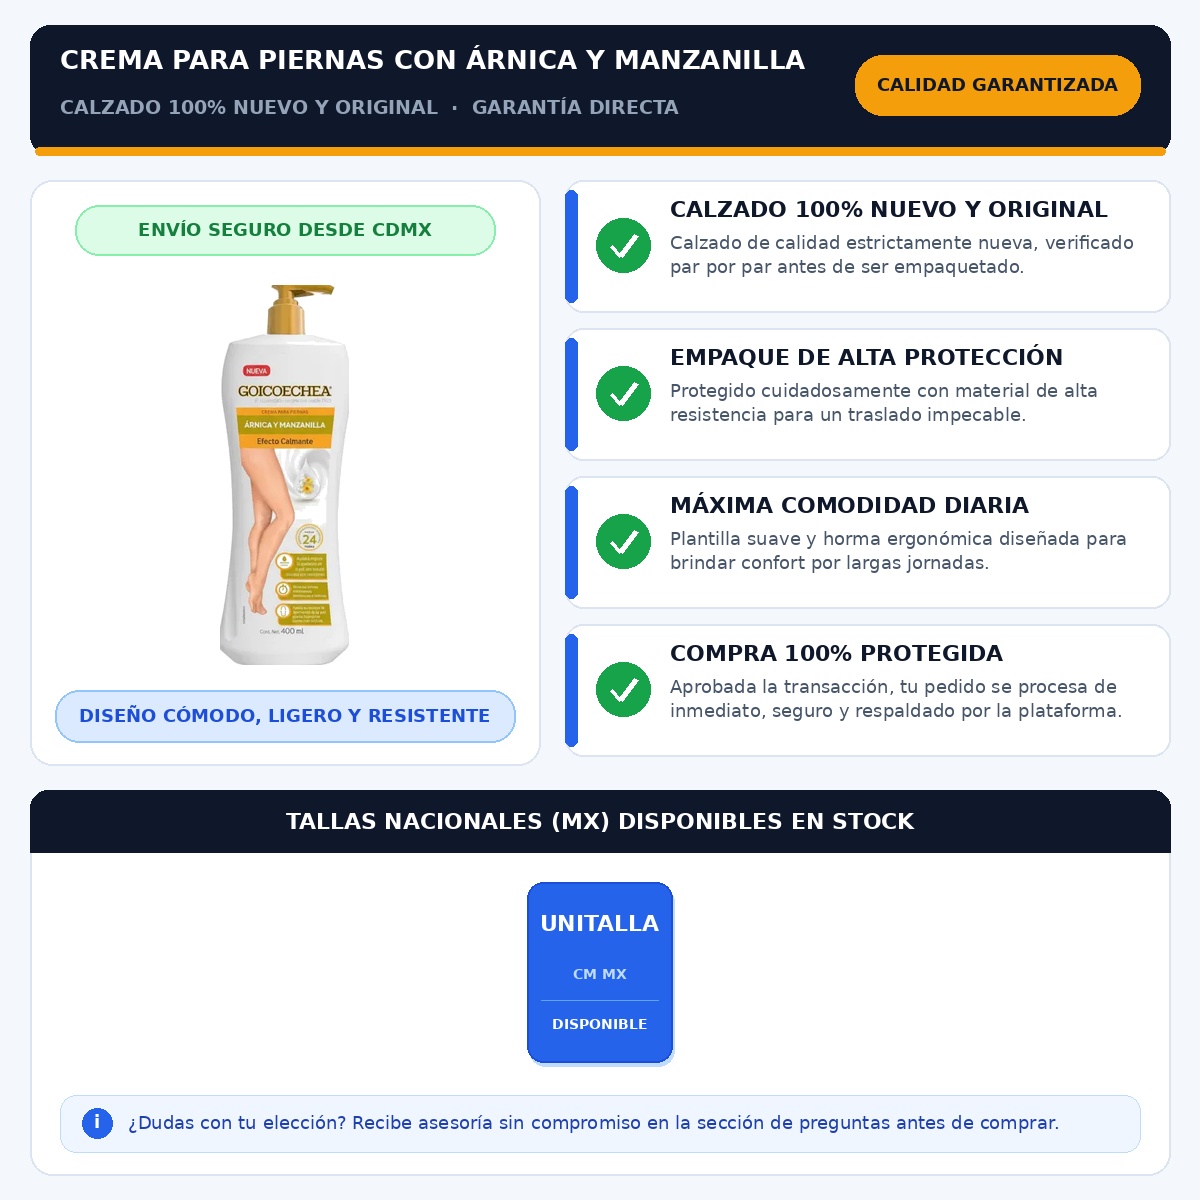 CREMA PARA PIERNAS CON ÁRNICA Y MANZANILLA
CALZADO 100% NUEVO Y ORIGINAL · GARANTÍA DIRECTA
CALIDAD GARANTIZADA
ENVÍO SEGURO DESDE CDMX
NUEVA
GOICOECHEA
CREMA PARA PIERNAS
ÁRNICA Y MANZANILLA
Efecto Calmante
24
Cont. Net. 400 ml
DISEÑO CÓMODO, LIGERO Y RESISTENTE
CALZADO 100% NUEVO Y ORIGINAL
Calzado de calidad estrictamente nueva, verificado
par por par antes de ser empaquetado.
EMPAQUE DE ALTA PROTECCIÓN
Protegido cuidadosamente con material de alta
resistencia para un traslado impecable.
MÁXIMA COMODIDAD DIARIA
Plantilla suave y horma ergonómica diseñada para
brindar confort por largas jornadas.
COMPRA 100% PROTEGIDA
Aprobada la transacción, tu pedido se procesa de
inmediato, seguro y respaldado por la plataforma.
TALLAS NACIONALES (MX) DISPONIBLES EN STOCK
UNITALLA
CM MX
DISPONIBLE
i
¿Dudas con tu elección? Recibe asesoría sin compromiso en la sección de preguntas antes de comprar.